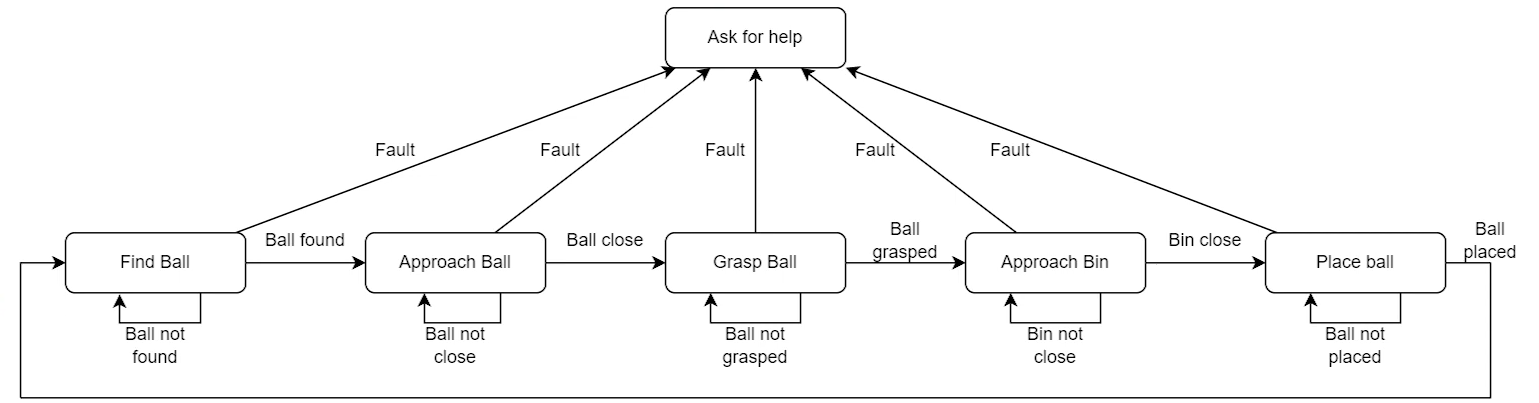 Ask for help
Fault
Fault
Fault
Fault
Fault
Find Ball
Ball found
Approach Ball
Ball close
Grasp Ball
Ball
grasped
Approach Bin
Bin close
Place ball
Ball
placed
Ball not
found
Ball not
close
Ball not
grasped
Bin not
close
Ball not
placed